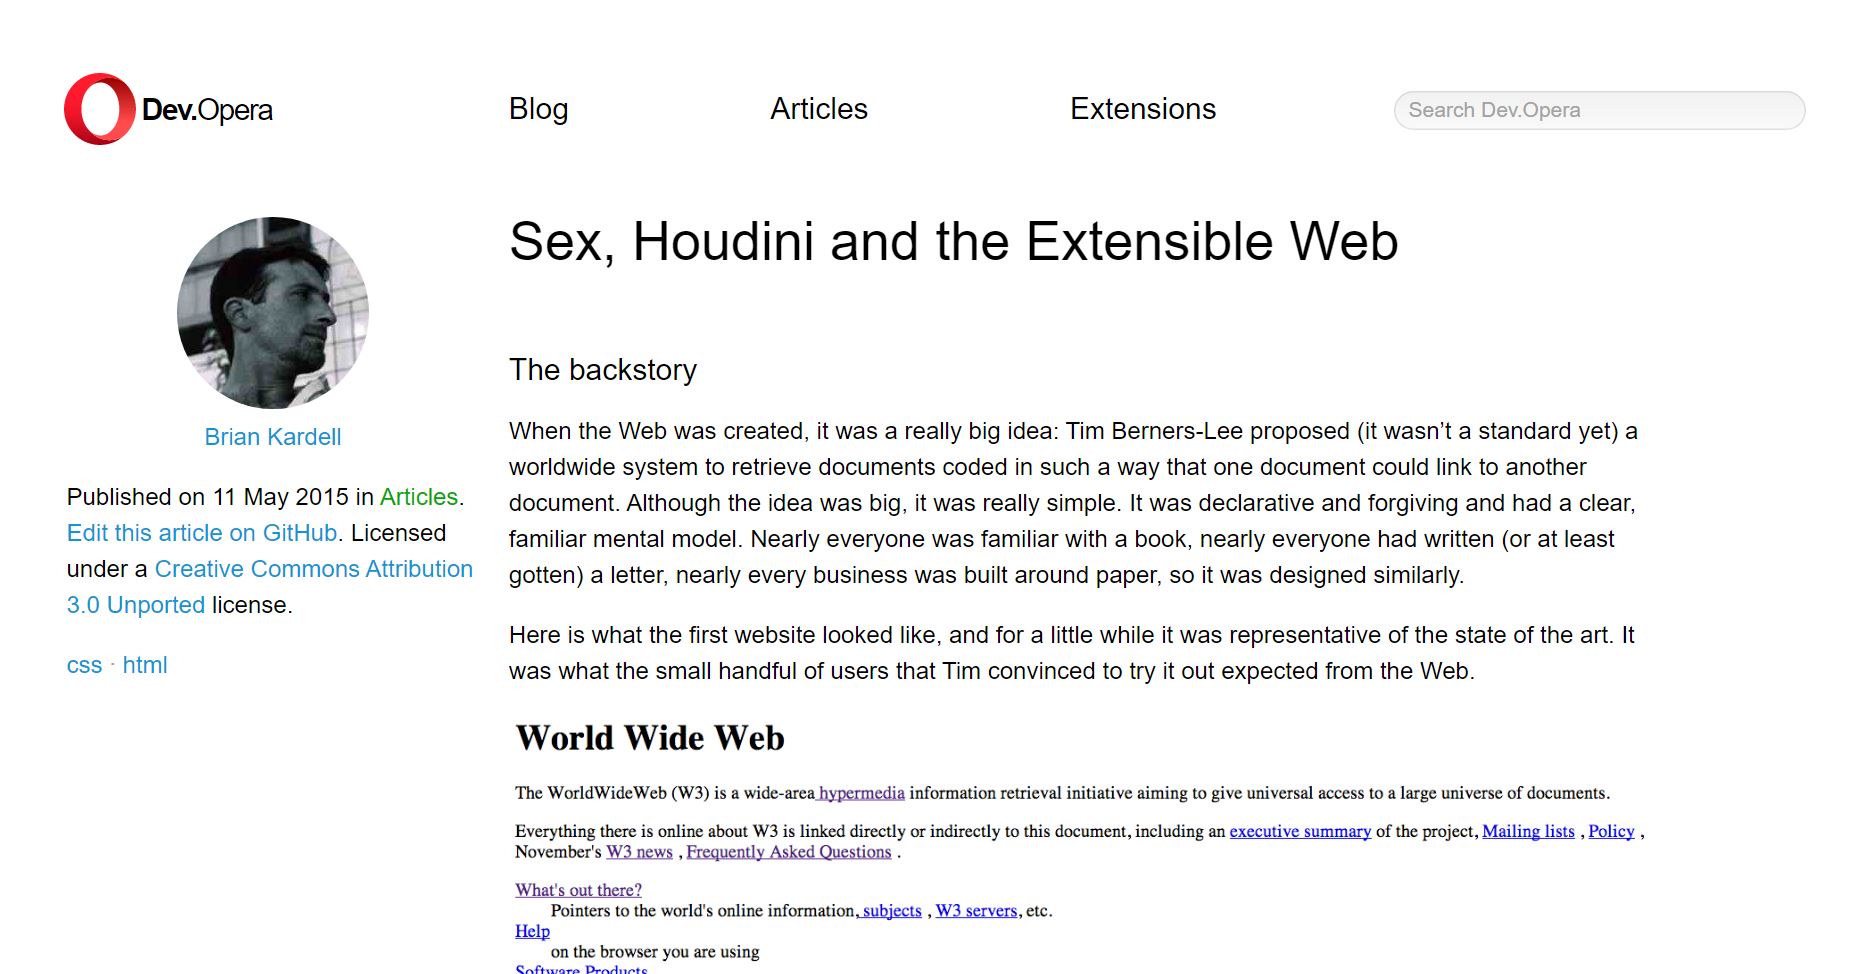 Dev.Opera
Blog
Articles
Extensions
Search Dev.Opera
Brian Kardell
Published on 11 May 2015 in Articles.
Edit this article on GitHub. Licensed
under a Creative Commons Attribution
3.0 Unported license.
css · html
Sex, Houdini and the Extensible Web
The backstory
When the Web was created, it was a really big idea: Tim Berners-Lee proposed (it wasn’t a standard yet) a
worldwide system to retrieve documents coded in such a way that one document could link to another
document. Although the idea was big, it was really simple. It was declarative and forgiving and had a clear,
familiar mental model. Nearly everyone was familiar with a book, nearly everyone had written (or at least
gotten) a letter, nearly every business was built around paper, so it was designed similarly.
Here is what the first website looked like, and for a little while it was representative of the state of the art. It
was what the small handful of users that Tim convinced to try it out expected from the Web.
World Wide Web
The WorldWideWeb (W3) is a wide-area hypermedia information retrieval initiative aiming to give universal access to a large universe of documents.
Everything there is online about W3 is linked directly or indirectly to this document, including an executive summary of the project, Mailing lists , Policy ,
November's W3 news , Frequently Asked Questions .
What's out there?
Pointers to the world's online information, subjects , W3 servers, etc.
Help
on the browser you are using
Software Products